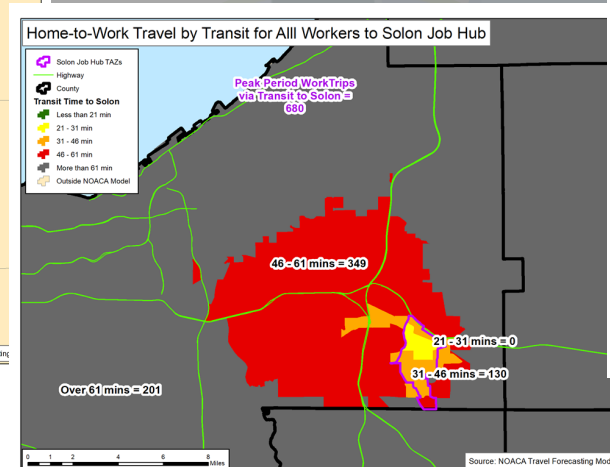 Home-to-Work Travel by Transit for Alll Workers to Solon Job Hub
Solon Job Hub TAZs
Highway
County
Transit Time to Solon
Less than 21 min
21 - 31 min
31 - 46 min
46 - 61 min
More than 61 min
Outside NOACA Model
Peak Period WorkTrips
via Transit to Solon =
680
46 - 61 mins = 349
21 - 31 mins = 0
31 - 46 mins = 130
Over 61 mins = 201
0 1 2 4 6 8
Miles
Source: NOACA Travel Forecasting Mod